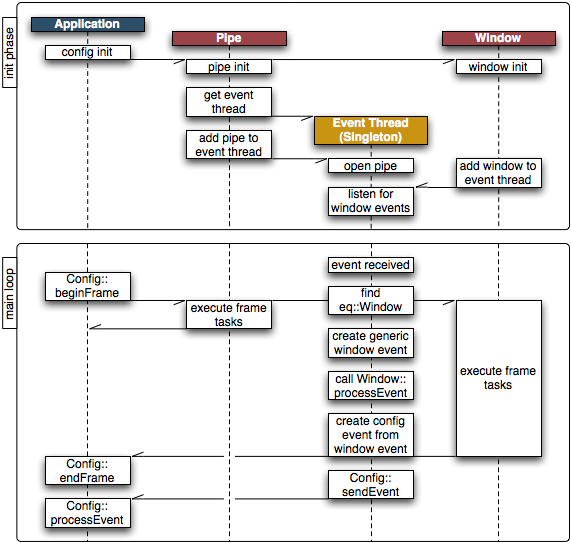 Application
init phase
config init
Pipe
Window
pipe init
window init
get event
thread
Event Thread
(Singleton)
add pipe to
event thread
open pipe
add window to
event thread
listen for
window events
main loop
event received
Config::
beginFrame
find
eq::Window
execute frame
tasks
create generic
window event
call Window::
processEvent
execute frame
tasks
create config
event from
window event
Config::
endFrame
Config::
sendEvent
Config::
processEvent